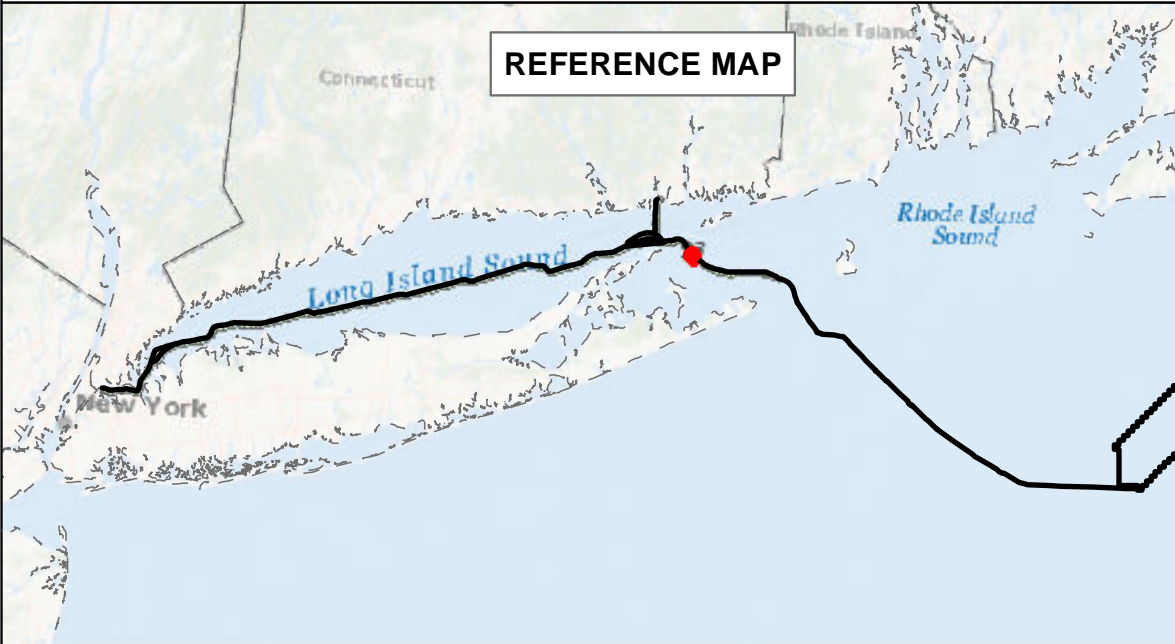 Rhode Island
REFERENCE MAP
Connecticut
Rhode Island
Sound
Long Island Sound
New York